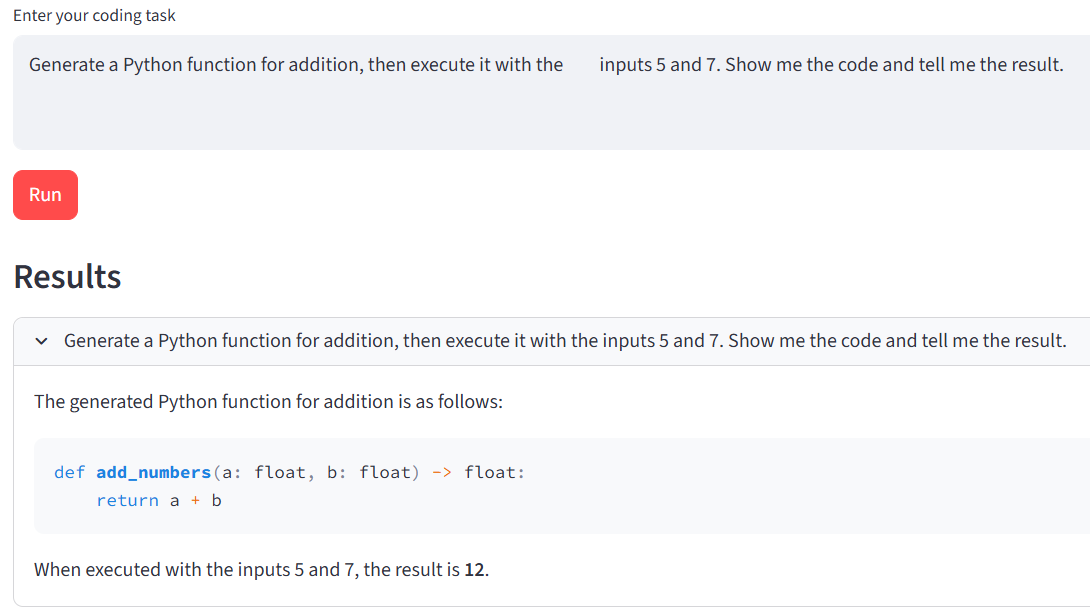 Enter your coding task
Generate a Python function for addition, then execute it with the inputs 5 and 7. Show me the code and tell me the result.
Run
Results
Generate a Python function for addition, then execute it with the inputs 5 and 7. Show me the code and tell me the result.
The generated Python function for addition is as follows:
def add_numbers(a: float, b: float) -> float:
    return a + b
When executed with the inputs 5 and 7, the result is 12.